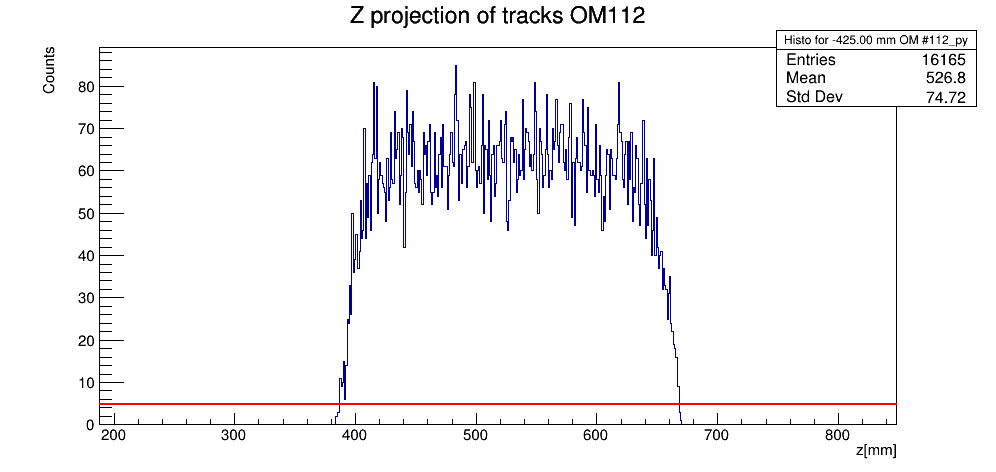 Z projection of tracks OM112
Histo for -425.00 mm OM #112_py
Entries 16165
Mean 526.8
Std Dev 74.72
Counts
80
70
60
50
40
30
20
10
0
200 300 400 500 600 700 800
z[mm]